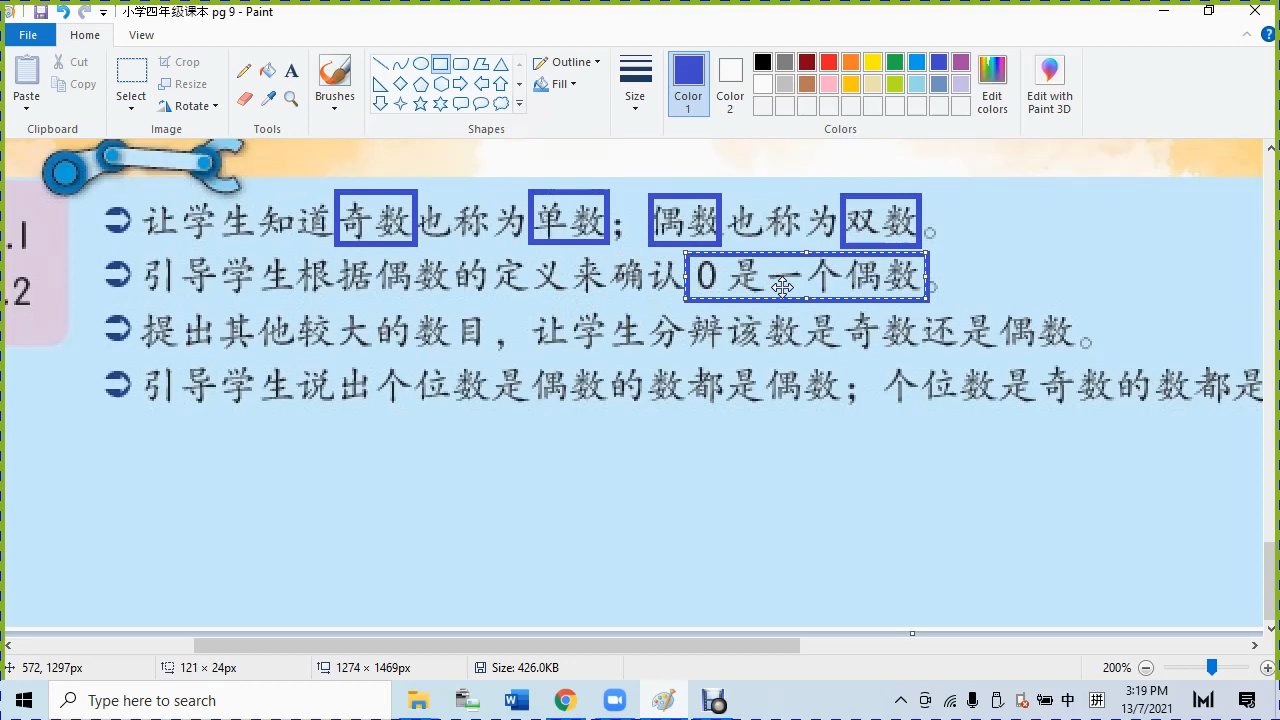 小学四年级课本 pg 9 - Paint
File Home View
Paste
Cut
Copy
Clipboard
Select
Crop
Resize
Rotate
Image
A
Tools
Brushes
Outline
Fill
Shapes
Size
Color 1
Color 2
Edit colors
Colors
Edit with Paint 3D
.1
.2
让学生知道奇数也称为单数；偶数也称为双数。
引导学生根据偶数的定义来确认 0 是一个偶数。
提出其他较大的数目，让学生分辨该数是奇数还是偶数。
引导学生说出个位数是偶数的数都是偶数；个位数是奇数的数都是
572, 1297px 121 × 24px 1274 × 1469px Size: 426.0KB 200%
Type here to search
中 拼
3:19 PM
13/7/2021